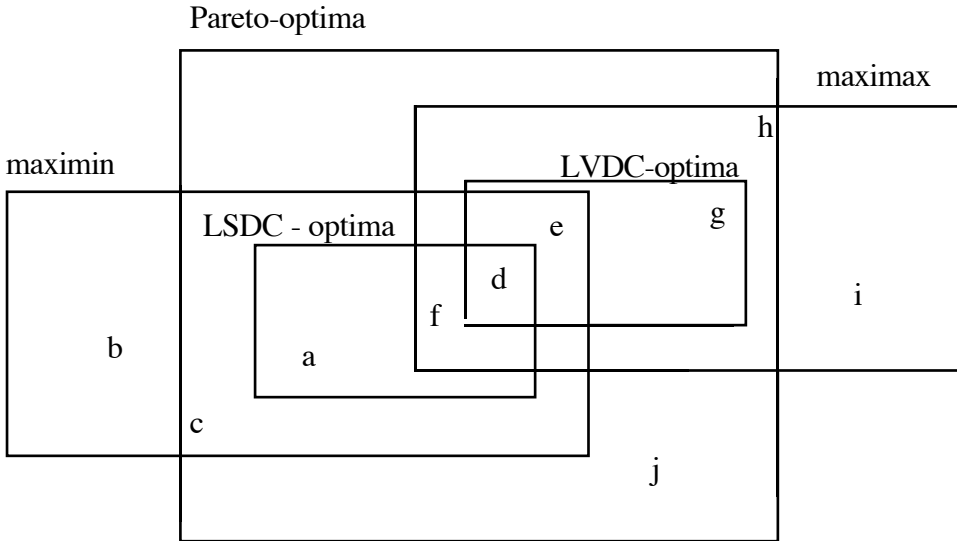 Pareto-optima
maximax
h
maximin
LVDC-optima
LSDC - optima
e
g
d
f
i
b
a
c
j